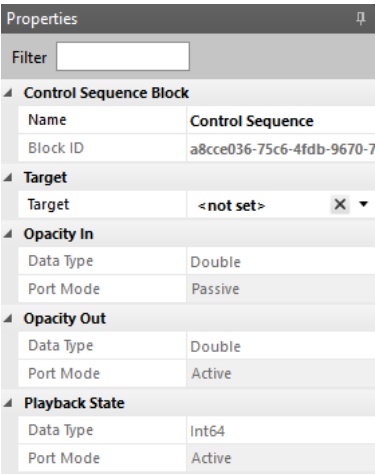 Properties
Filter
Control Sequence Block
Name Control Sequence
Block ID a8cce036-75c6-4fdb-9670-7
Target
Target <not set>
Opacity In
Data Type Double
Port Mode Passive
Opacity Out
Data Type Double
Port Mode Active
Playback State
Data Type Int64
Port Mode Active